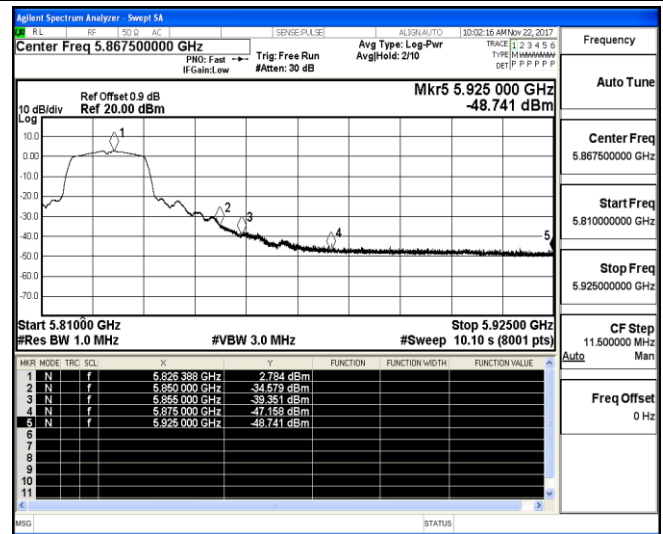 Agilent Spectrum Analyzer - Swept SA
RL RF 50 Ω AC SENSE:PULSE ALIGNAUTO 10:02:16 AM Nov 22, 2017
Center Freq 5.867500000 GHz
PNO: Fast
IFGain:Low
Trig: Free Run
#Atten: 30 dB
Avg Type: Log-Pwr
Avg|Hold: 2/10
TRACE 1 2 3 4 5 6
TYPE MWWWWW
DET P P P P P P
Ref Offset 0.9 dB
10 dB/div Ref 20.00 dBm
Log
Mkr5 5.925 000 GHz
-48.741 dBm
10.0
0.00
-10.0
-20.0
-30.0
-40.0
-50.0
-60.0
-70.0
1
2
3
4
5
Start 5.81000 GHz Stop 5.92500 GHz
#Res BW 1.0 MHz #VBW 3.0 MHz #Sweep 10.10 s (8001 pts)
MKR MODE TRC SCL X Y FUNCTION FUNCTION WIDTH FUNCTION VALUE
1 N f 5.826 388 GHz 2.784 dBm
2 N f 5.850 000 GHz -34.579 dBm
3 N f 5.855 000 GHz -39.351 dBm
4 N f 5.875 000 GHz -47.158 dBm
5 N f 5.925 000 GHz -48.741 dBm
6
7
8
9
10
11
MSG STATUS
Frequency
Auto Tune
Center Freq
5.867500000 GHz
Start Freq
5.810000000 GHz
Stop Freq
5.925000000 GHz
CF Step
11.500000 MHz
Auto Man
Freq Offset
0 Hz